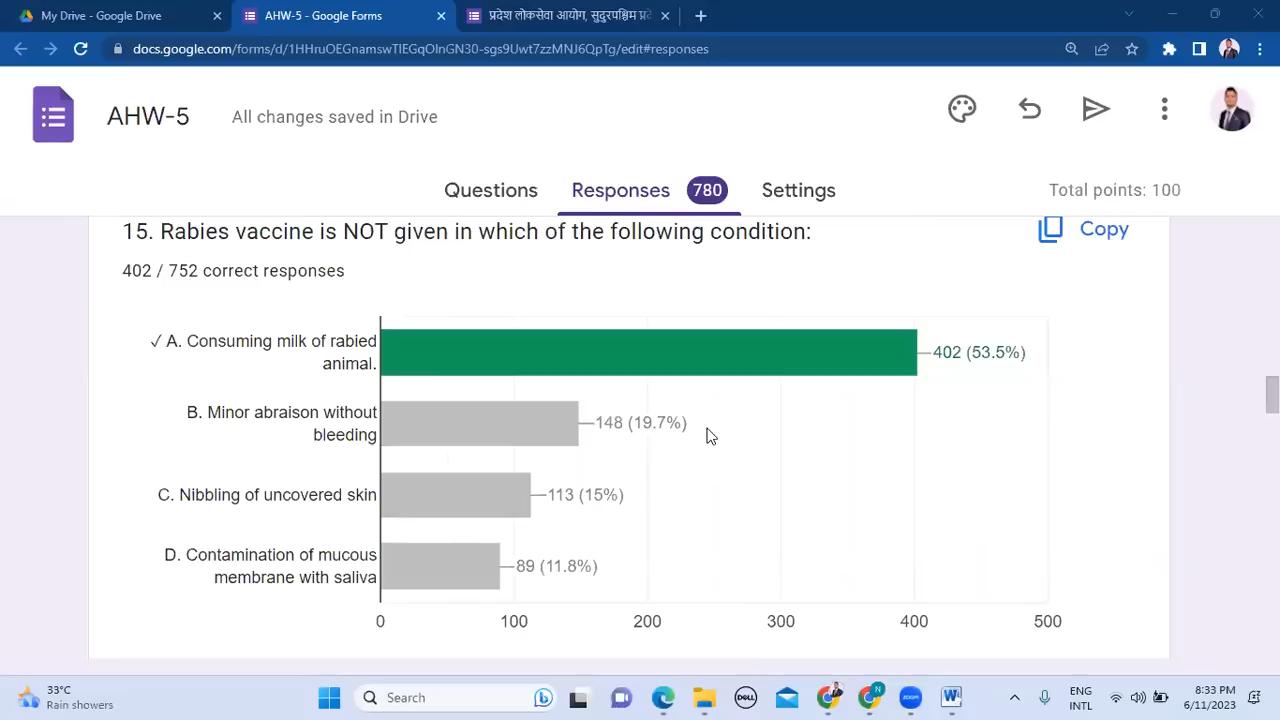 My Drive - Google Drive
AHW-5 - Google Forms
प्रदेश लोकसेवा आयोग, सुदुरपश्चिम प्रदे
docs.google.com/forms/d/1HHruOEGnamswTlEGqOlnGN30-sgs9Uwt7zzMNJ6QpTg/edit#responses
AHW-5
All changes saved in Drive
Questions
Responses
780
Settings
Total points: 100
15. Rabies vaccine is NOT given in which of the following condition:
Copy
402 / 752 correct responses
✓ A. Consuming milk of rabied
animal.
402 (53.5%)
B. Minor abraison without
bleeding
148 (19.7%)
C. Nibbling of uncovered skin
113 (15%)
D. Contamination of mucous
membrane with saliva
89 (11.8%)
0 100 200 300 400 500
33°C
Rain showers
Search
DELL
zoom
W
N
ENG
INTL
8:33 PM
6/11/2023